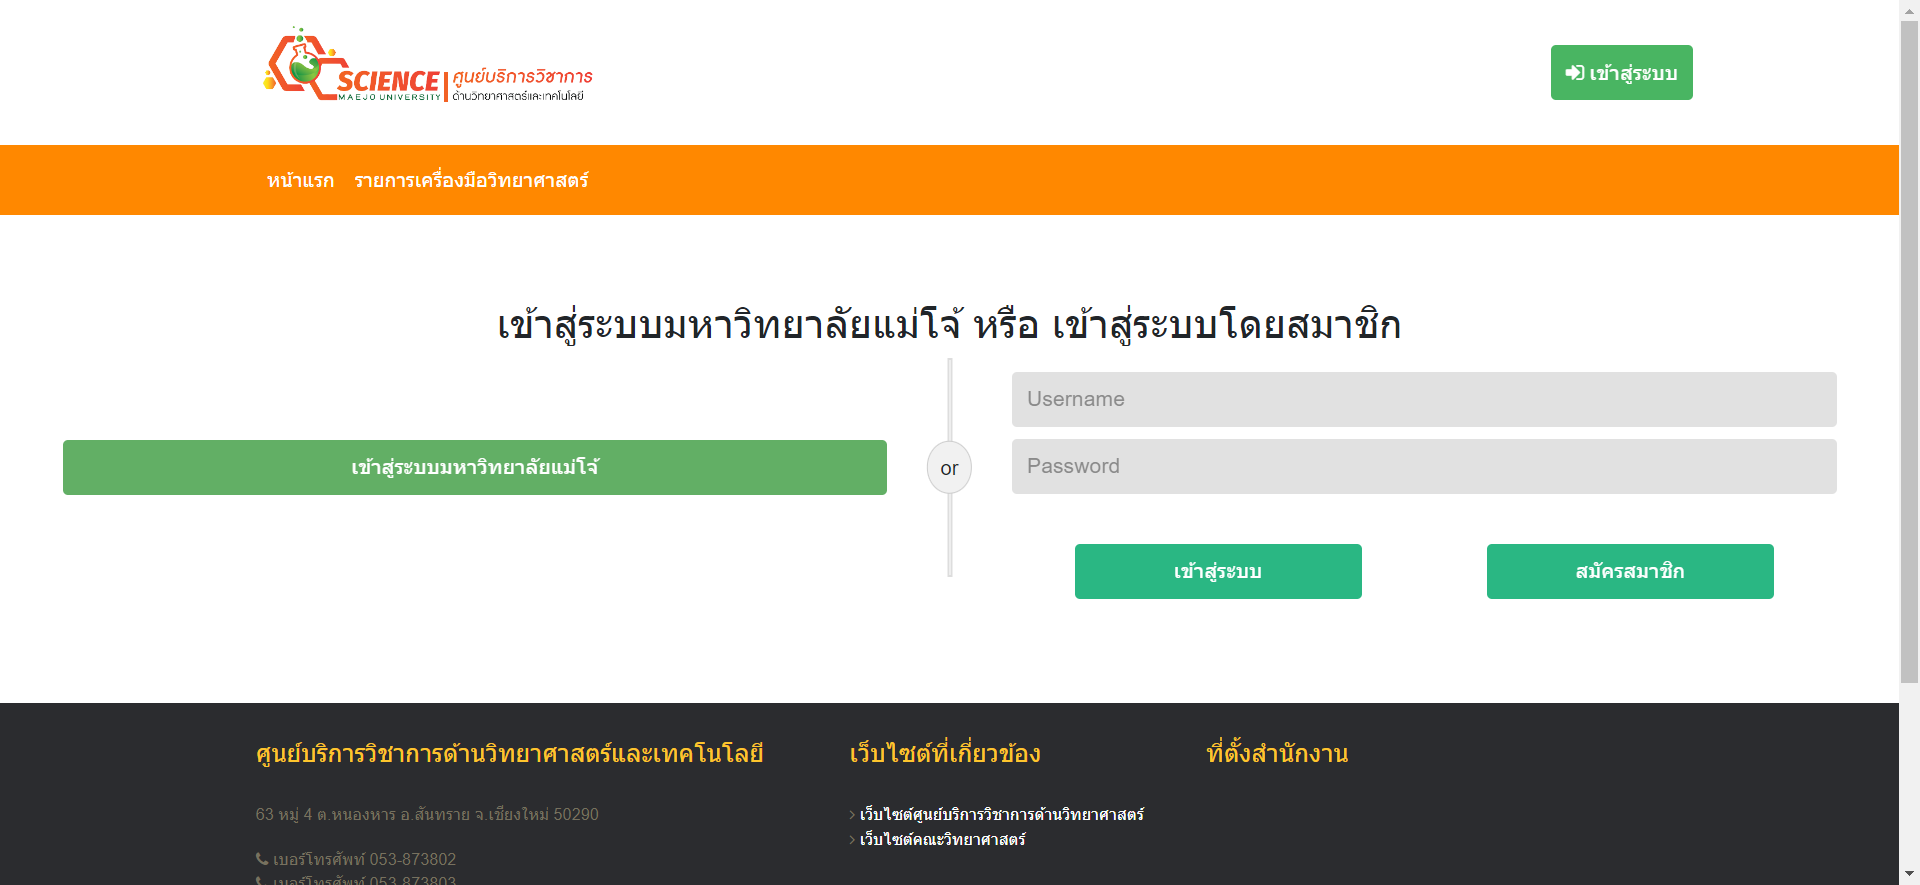 SCIENCE
MAEJO UNIVERSITY
ศูนย์บริการวิชาการ
ด้านวิทยาศาสตร์และเทคโนโลยี
เข้าสู่ระบบ
หน้าแรก รายการเครื่องมือวิทยาศาสตร์
เข้าสู่ระบบมหาวิทยาลัยแม่โจ้ หรือ เข้าสู่ระบบโดยสมาชิก
เข้าสู่ระบบมหาวิทยาลัยแม่โจ้
or
Username
Password
เข้าสู่ระบบ
สมัครสมาชิก
ศูนย์บริการวิชาการด้านวิทยาศาสตร์และเทคโนโลยี
63 หมู่ 4 ต.หนองหาร อ.สันทราย จ.เชียงใหม่ 50290
เบอร์โทรศัพท์ 053-873802
เบอร์โทรศัพท์ 053-873803
เว็บไซต์ที่เกี่ยวข้อง
เว็บไซต์ศูนย์บริการวิชาการด้านวิทยาศาสตร์
เว็บไซต์คณะวิทยาศาสตร์
ที่ตั้งสำนักงาน